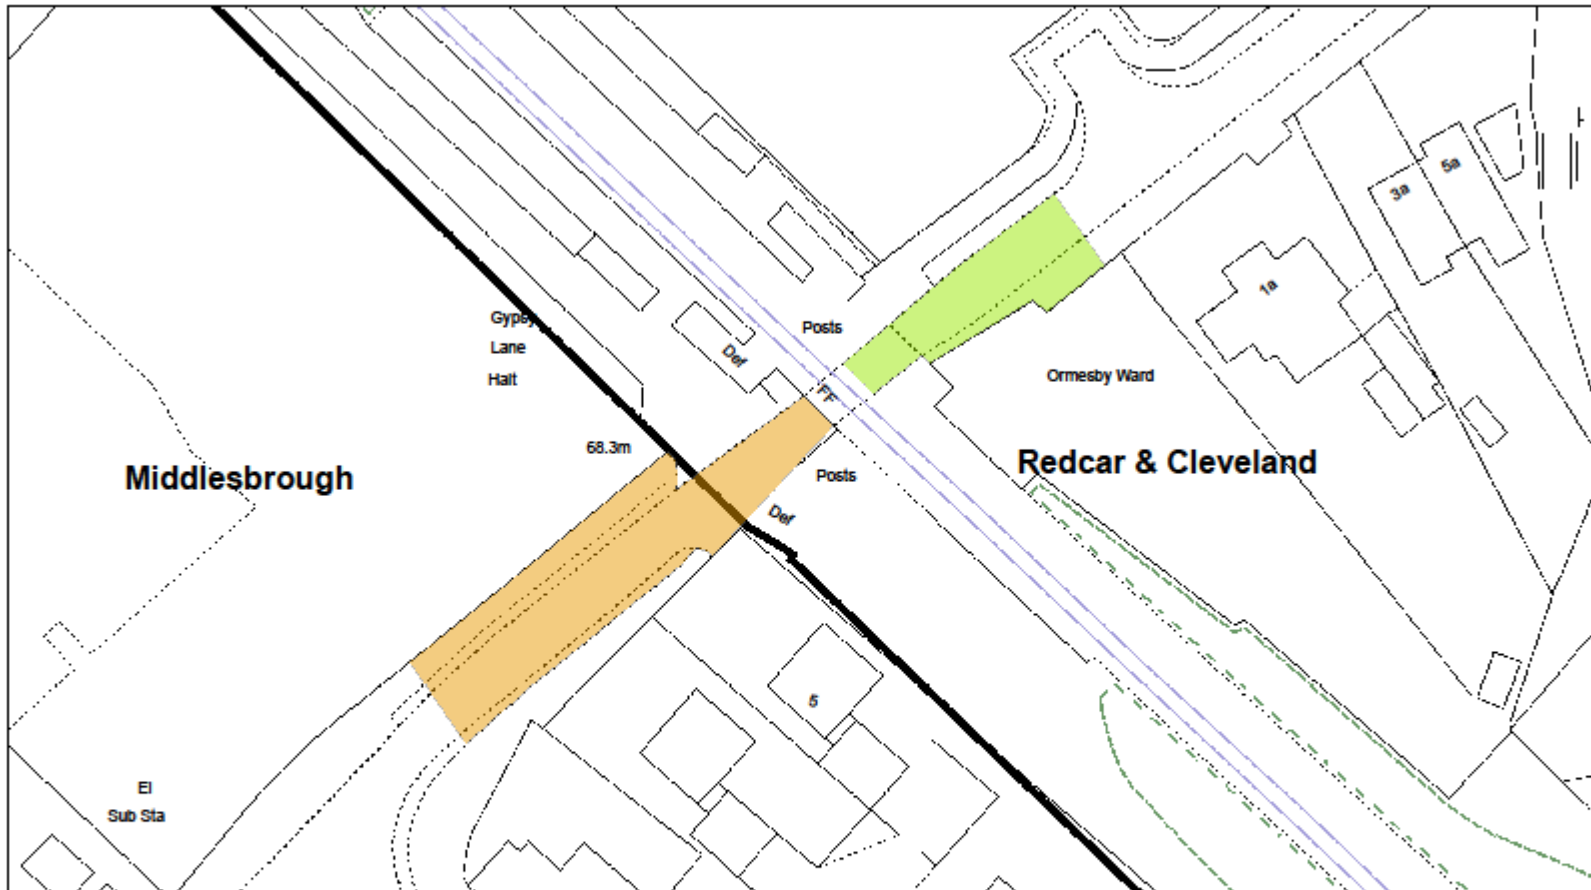 3a
5a
1a
Gypsy
Lane
Halt
Posts
Def
Ormesby Ward
FF
68.3m
Middlesbrough
Redcar & Cleveland
Posts
Def
5
El
Sub Sta